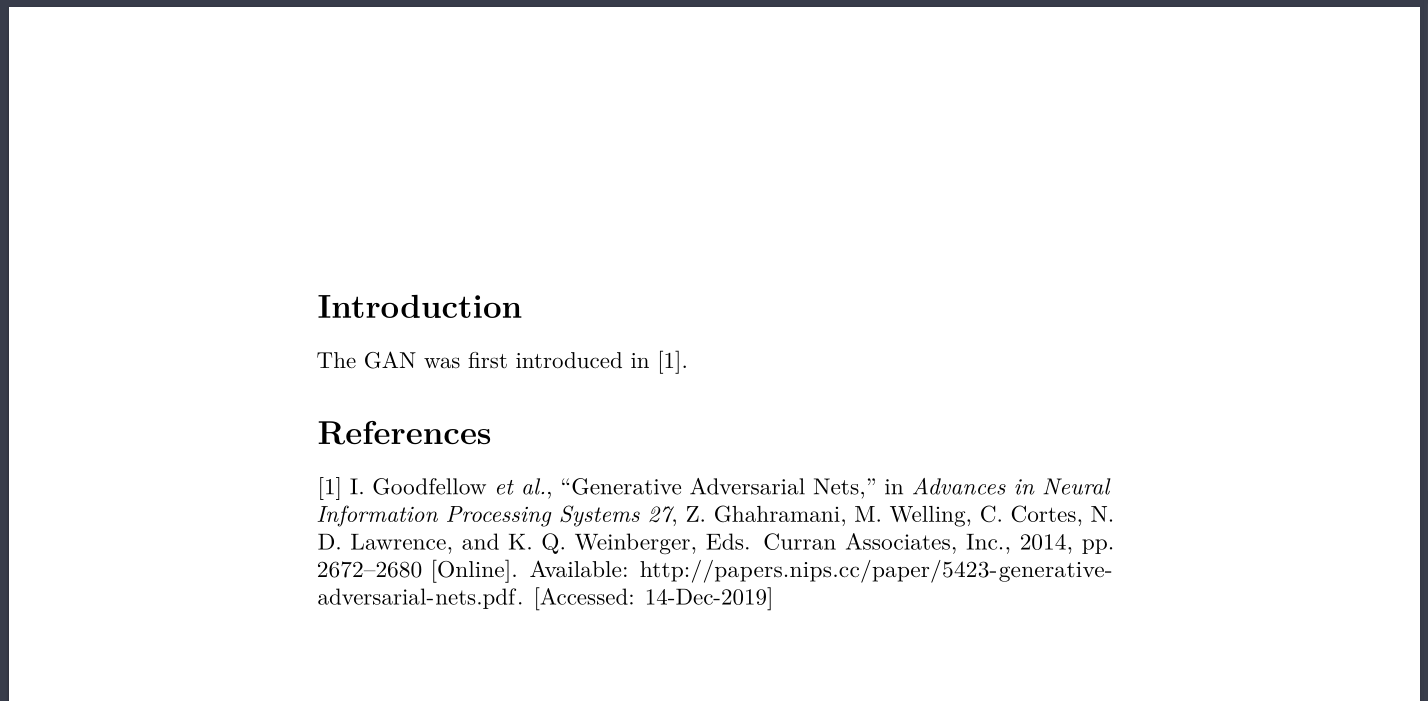 Introduction
The GAN was first introduced in [1].
References
[1] I. Goodfellow et al., “Generative Adversarial Nets,” in Advances in Neural
Information Processing Systems 27, Z. Ghahramani, M. Welling, C. Cortes, N.
D. Lawrence, and K. Q. Weinberger, Eds. Curran Associates, Inc., 2014, pp.
2672–2680 [Online]. Available: http://papers.nips.cc/paper/5423-generative-
adversarial-nets.pdf. [Accessed: 14-Dec-2019]